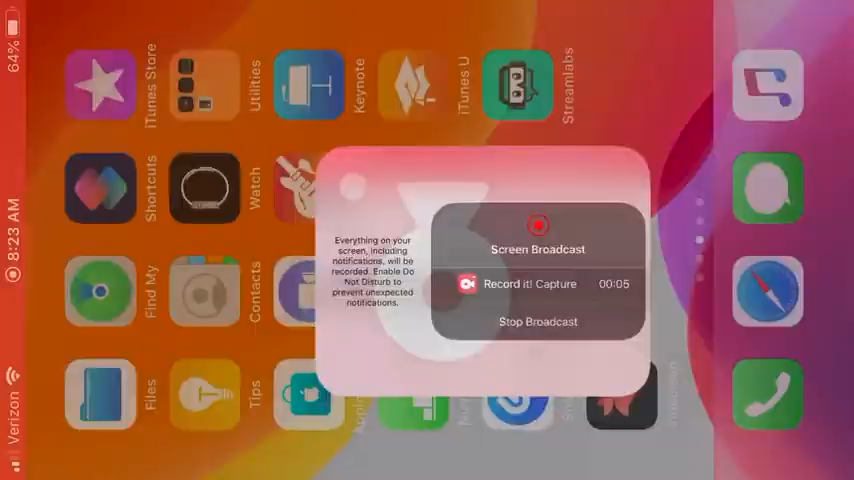 Verizon
8:23 AM
64%
iTunes Store
Utilities
Keynote
iTunes U
Streamlabs
Shortcuts
Watch
Find My
Contacts
Files
Tips
Everything on your
screen, including
notifications, will be
recorded. Enable Do
Not Disturb to
prevent unexpected
notifications.
Screen Broadcast
Record it! Capture
00:05
Stop Broadcast